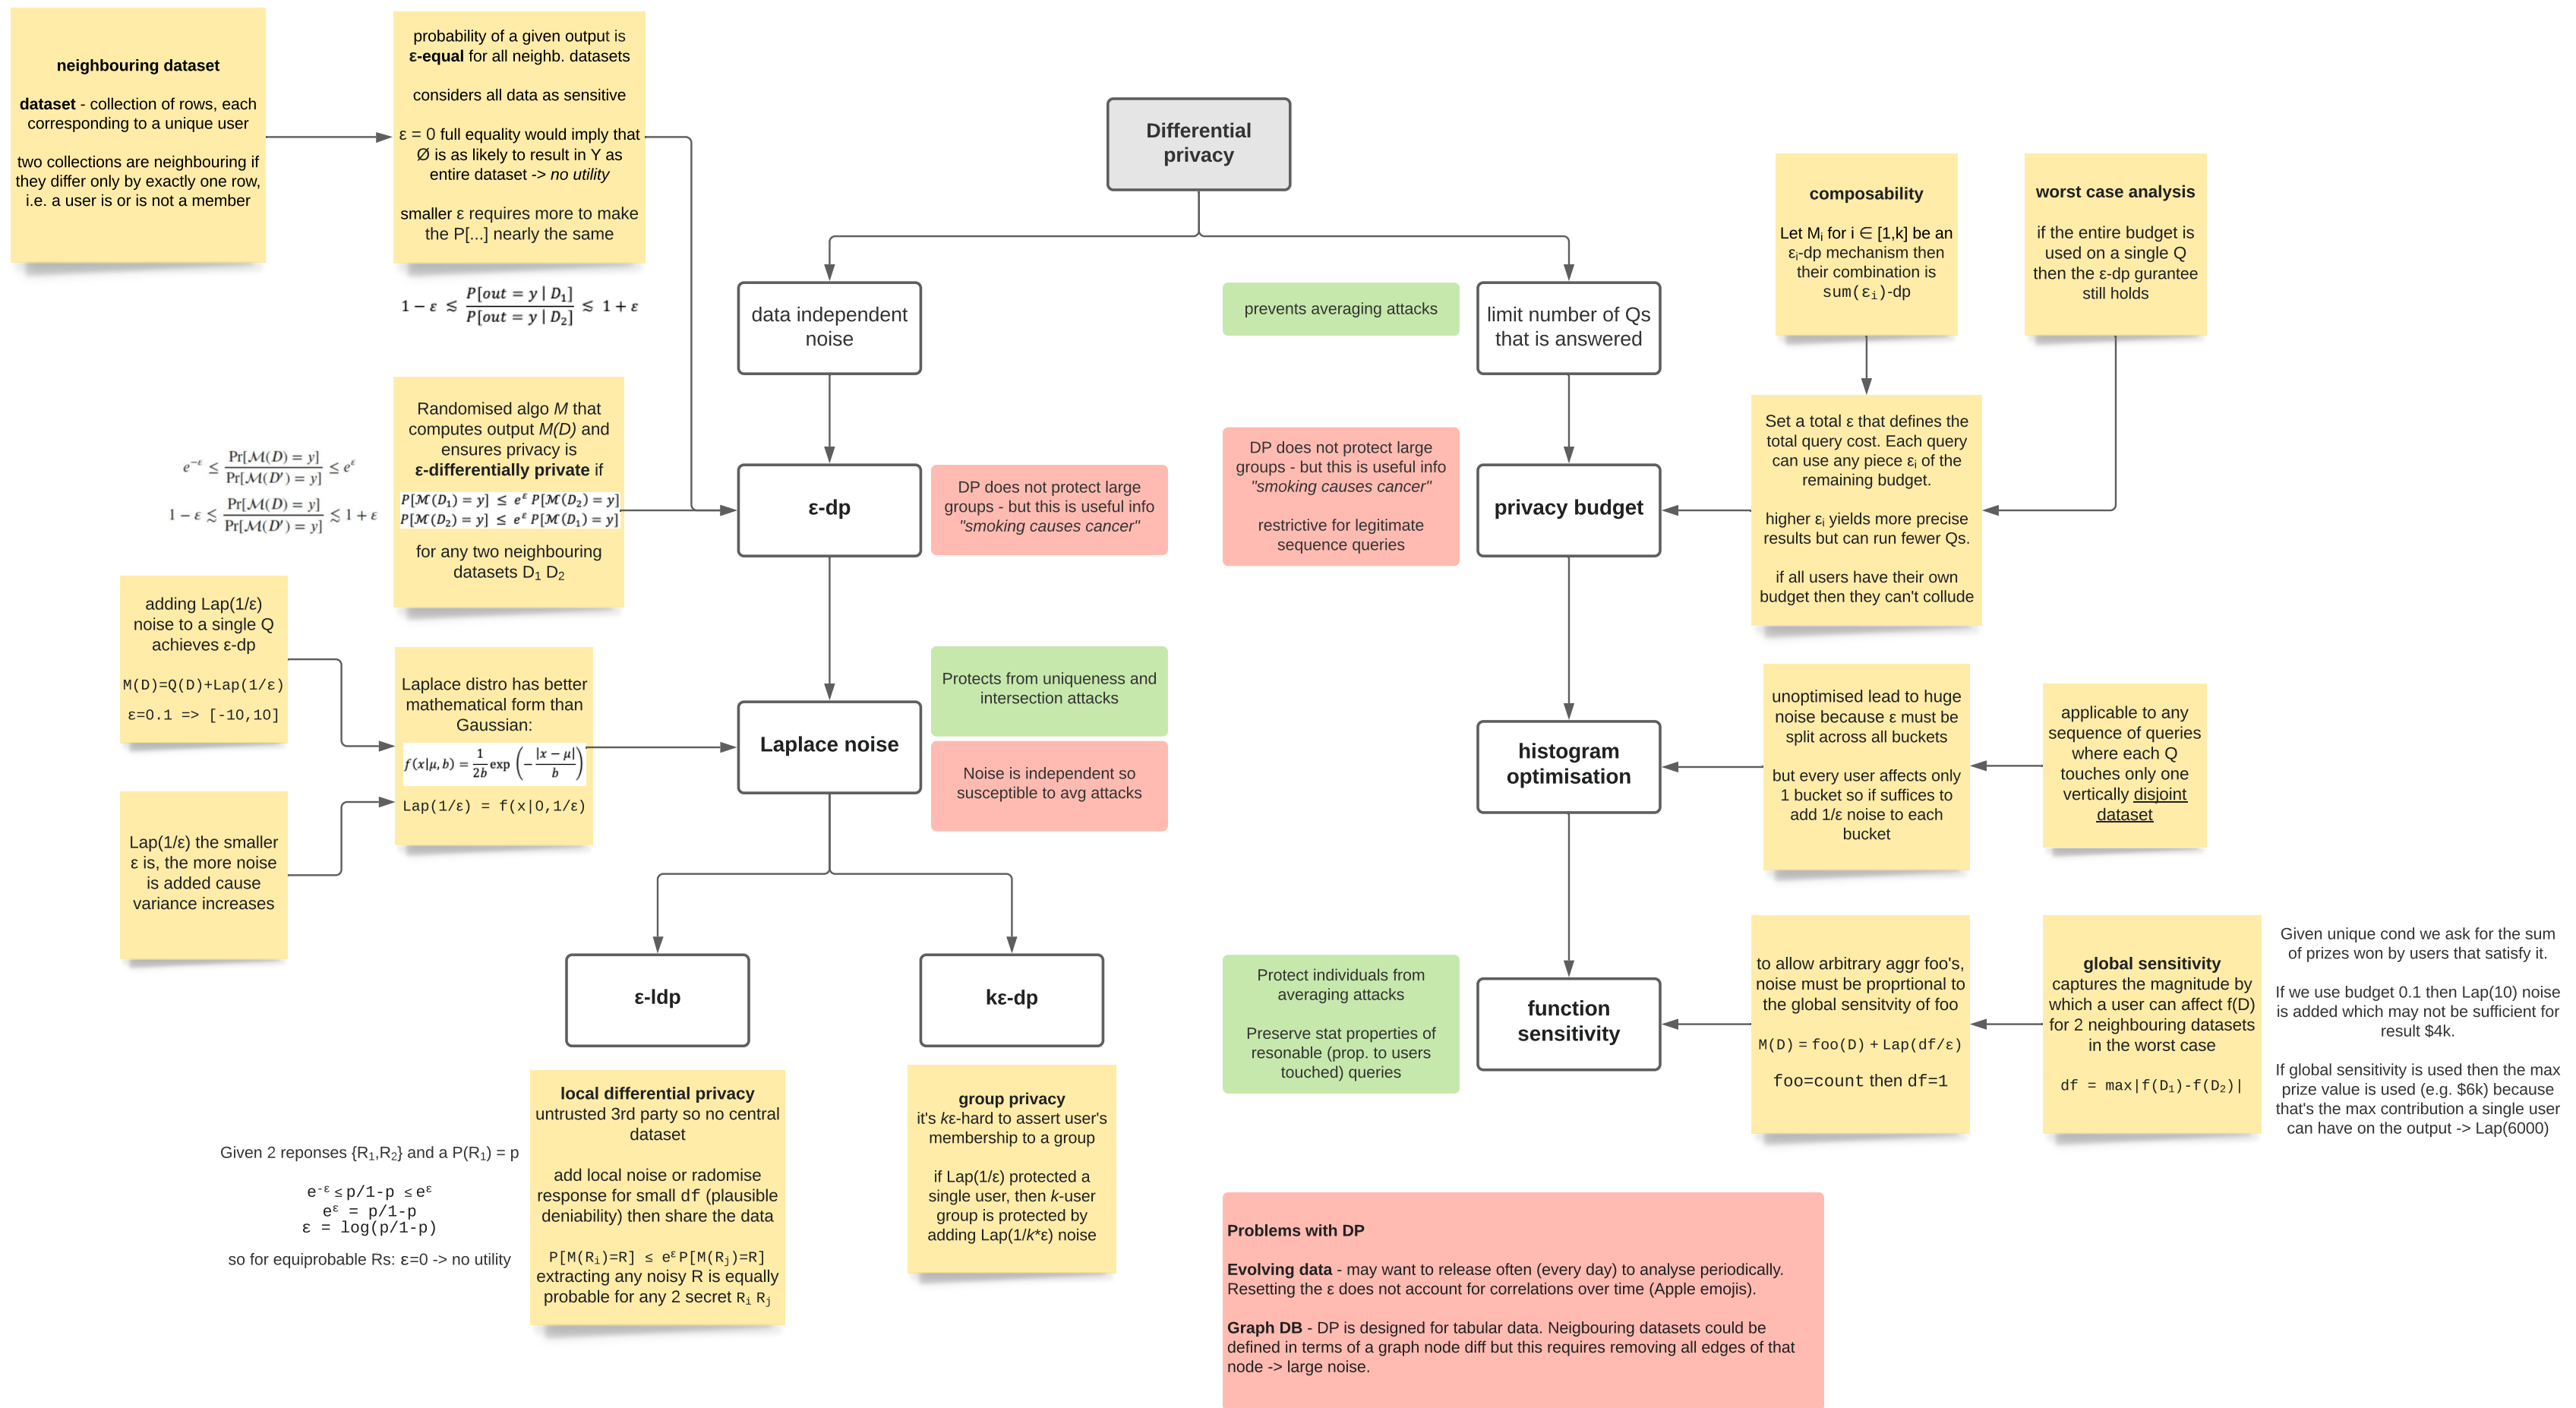 neighbouring dataset
dataset - collection of rows, each
corresponding to a unique user
two collections are neighbouring if
they differ only by exactly one row,
i.e. a user is or is not a member
probability of a given output is
ε-equal for all neighb. datasets
considers all data as sensitive
ε = 0 full equality would imply that
Ø is as likely to result in Y as
entire dataset -> no utility
smaller ε requires more to make
the P[...] nearly the same
1 − ε ≲ P[out = y | D₁] / P[out = y | D₂] ≲ 1 + ε
Differential
privacy
data independent
noise
prevents averaging attacks
limit number of Qs
that is answered
composability
Let Mᵢ for i ∈ [1,k] be an
εᵢ-dp mechanism then
their combination is
sum(εᵢ)-dp
worst case analysis
if the entire budget is
used on a single Q
then the ε-dp gurantee
still holds
e^−ε ≤ Pr[M(D) = y] / Pr[M(D′) = y] ≤ e^ε
1 − ε ≲ Pr[M(D) = y] / Pr[M(D′) = y] ≲ 1 + ε
Randomised algo M that
computes output M(D) and
ensures privacy is
ε-differentially private if
P[M(D₁) = y] ≤ e^ε P[M(D₂) = y]
P[M(D₂) = y] ≤ e^ε P[M(D₁) = y]
for any two neighbouring
datasets D₁ D₂
ε-dp
DP does not protect large
groups - but this is useful info
"smoking causes cancer"
DP does not protect large
groups - but this is useful info
"smoking causes cancer"
restrictive for legitimate
sequence queries
privacy budget
Set a total ε that defines the
total query cost. Each query
can use any piece εᵢ of the
remaining budget.
higher εᵢ yields more precise
results but can run fewer Qs.
if all users have their own
budget then they can't collude
adding Lap(1/ε)
noise to a single Q
achieves ε-dp
M(D)=Q(D)+Lap(1/ε)
ε=0.1 => [-10,10]
Lap(1/ε) the smaller
ε is, the more noise
is added cause
variance increases
Laplace distro has better
mathematical form than
Gaussian:
f(x|μ, b) = 1/2b exp (− |x − μ| / b)
Lap(1/ε) = f(x|0,1/ε)
Laplace noise
Protects from uniqueness and
intersection attacks
Noise is independent so
susceptible to avg attacks
histogram
optimisation
unoptimised lead to huge
noise because ε must be
split across all buckets
but every user affects only
1 bucket so if suffices to
add 1/ε noise to each
bucket
applicable to any
sequence of queries
where each Q
touches only one
vertically disjoint
dataset
ε-ldp
kε-dp
local differential privacy
untrusted 3rd party so no central
dataset
add local noise or radomise
response for small df (plausible
deniability) then share the data
P[M(Rᵢ)=R] ≤ e^ε P[M(Rⱼ)=R]
extracting any noisy R is equally
probable for any 2 secret Rᵢ Rⱼ
Given 2 reponses {R₁,R₂} and a P(R₁) = p
e^-ε ≤ p/1-p ≤ e^ε
e^ε = p/1-p
ε = log(p/1-p)
so for equiprobable Rs: ε=0 -> no utility
group privacy
it's kε-hard to assert user's
membership to a group
if Lap(1/ε) protected a
single user, then k-user
group is protected by
adding Lap(1/k*ε) noise
Protect individuals from
averaging attacks
Preserve stat properties of
resonable (prop. to users
touched) queries
function
sensitivity
to allow arbitrary aggr foo's,
noise must be proprtional to
the global sensitvity of foo
M(D) = foo(D) + Lap(df/ε)
foo=count then df=1
global sensitivity
captures the magnitude by
which a user can affect f(D)
for 2 neighbouring datasets
in the worst case
df = max|f(D₁)-f(D₂)|
Given unique cond we ask for the sum
of prizes won by users that satisfy it.
If we use budget 0.1 then Lap(10) noise
is added which may not be sufficient for
result $4k.
If global sensitivity is used then the max
prize value is used (e.g. $6k) because
that's the max contribution a single user
can have on the output -> Lap(6000)
Problems with DP
Evolving data - may want to release often (every day) to analyse periodically.
Resetting the ε does not account for correlations over time (Apple emojis).
Graph DB - DP is designed for tabular data. Neigbouring datasets could be
defined in terms of a graph node diff but this requires removing all edges of that
node -> large noise.